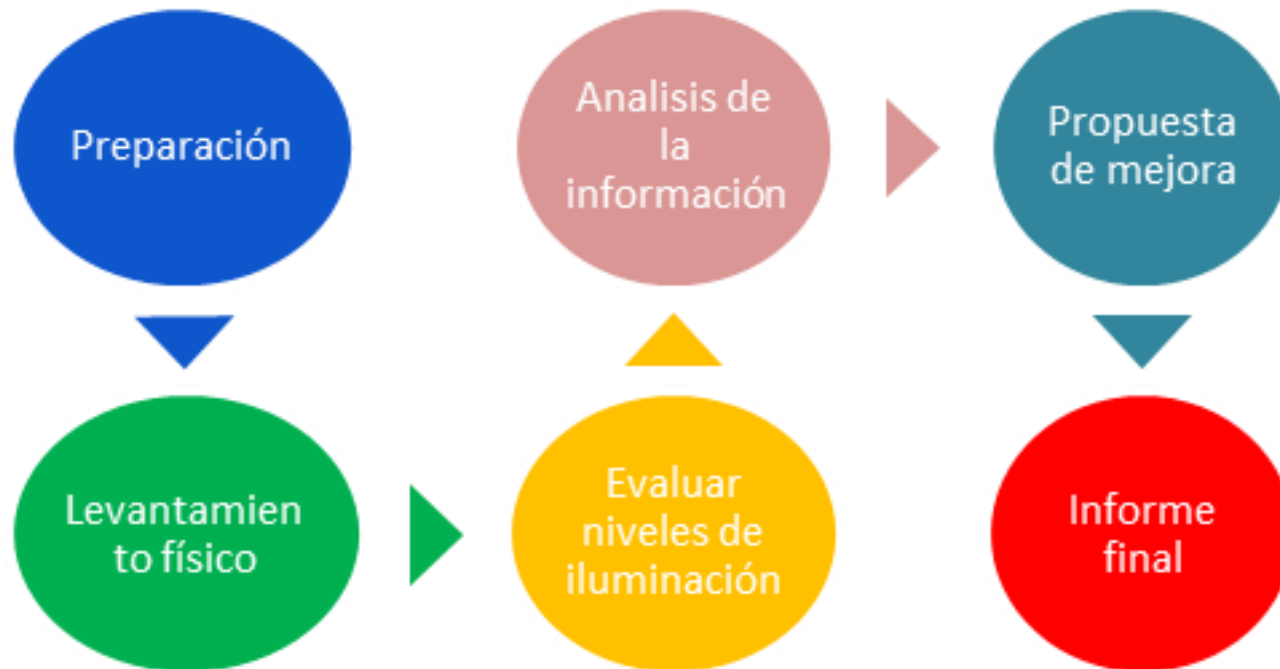 Preparación
Levantamien
to físico
Evaluar
niveles de
iluminación
Analisis de
la
información
Propuesta
de mejora
Informe
final